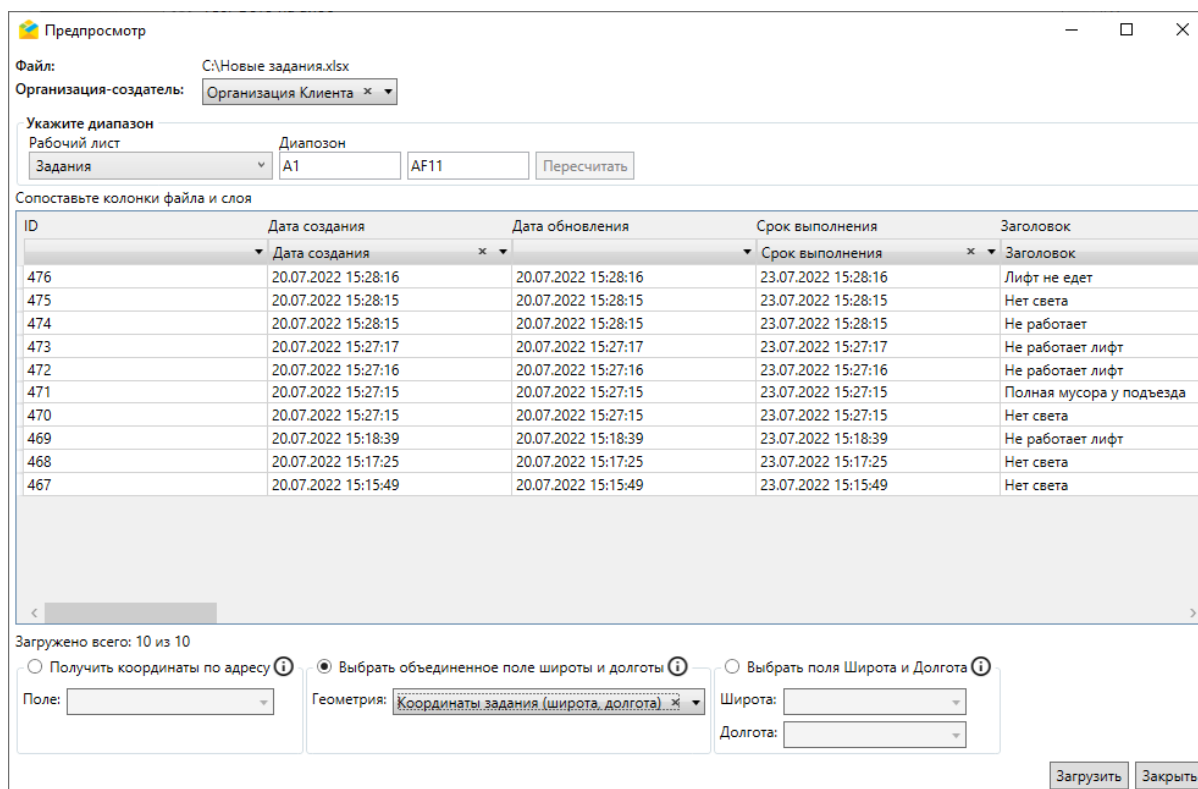 Предпросмотр
Файл: C:\Новые задания.xlsx
Организация-создатель: Организация Клиента
Укажите диапазон
Рабочий лист Диапозон
Задания A1 AF11 Пересчитать
Сопоставьте колонки файла и слоя
ID Дата создания Дата обновления Срок выполнения Заголовок
Дата создания Срок выполнения Заголовок
476 20.07.2022 15:28:16 20.07.2022 15:28:16 23.07.2022 15:28:16 Лифт не едет
475 20.07.2022 15:28:15 20.07.2022 15:28:15 23.07.2022 15:28:15 Нет света
474 20.07.2022 15:28:15 20.07.2022 15:28:15 23.07.2022 15:28:15 Не работает
473 20.07.2022 15:27:17 20.07.2022 15:27:17 23.07.2022 15:27:17 Не работает лифт
472 20.07.2022 15:27:16 20.07.2022 15:27:16 23.07.2022 15:27:16 Не работает лифт
471 20.07.2022 15:27:15 20.07.2022 15:27:15 23.07.2022 15:27:15 Полная мусора у подъезда
470 20.07.2022 15:27:15 20.07.2022 15:27:15 23.07.2022 15:27:15 Нет света
469 20.07.2022 15:18:39 20.07.2022 15:18:39 23.07.2022 15:18:39 Не работает лифт
468 20.07.2022 15:17:25 20.07.2022 15:17:25 23.07.2022 15:17:25 Нет света
467 20.07.2022 15:15:49 20.07.2022 15:15:49 23.07.2022 15:15:49 Нет света
Загружено всего: 10 из 10
Получить координаты по адресу Выбрать объединенное поле широты и долготы Выбрать поля Широта и Долгота
Поле: Геометрия: Координаты задания (широта, долгота) Широта:
Долгота:
Загрузить Закрыть